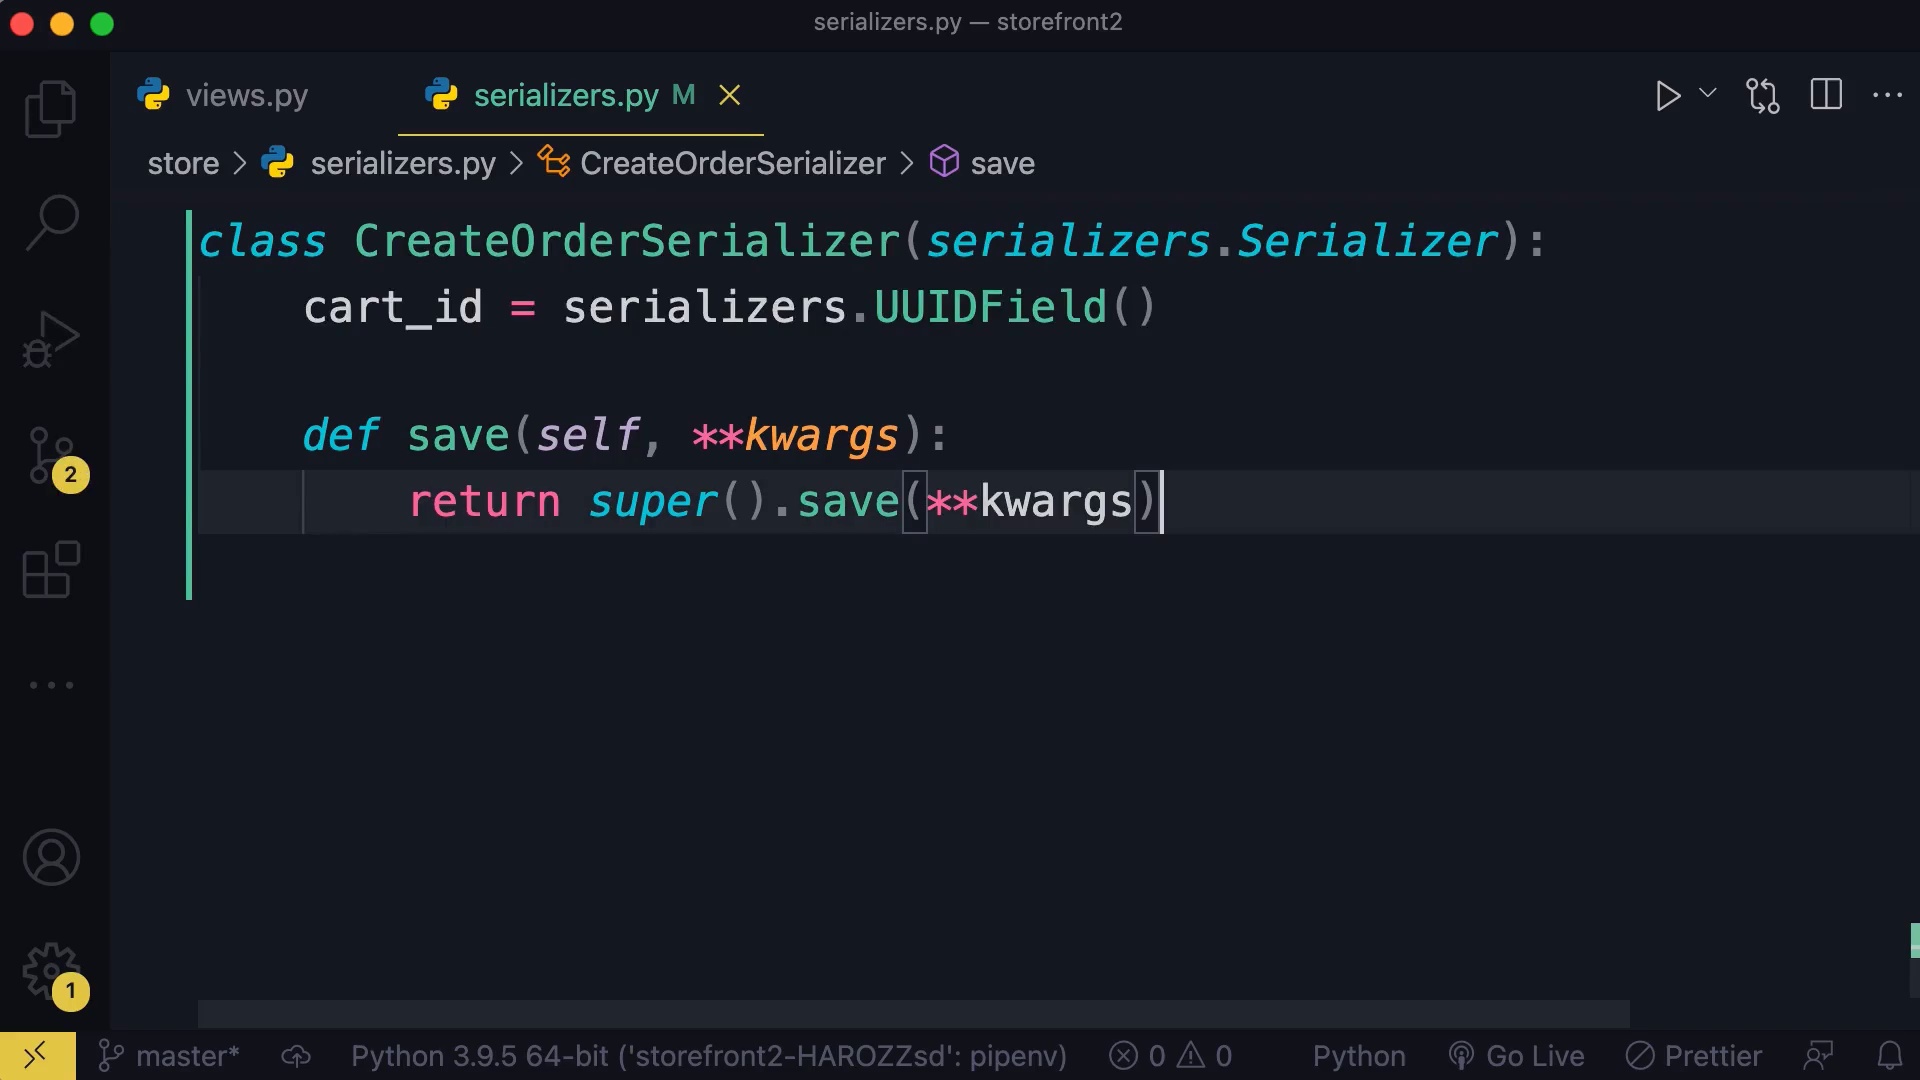 serializers.py — storefront2
views.py
serializers.py M
store > serializers.py > CreateOrderSerializer > save
class CreateOrderSerializer(serializers.Serializer):
    cart_id = serializers.UUIDField()
    def save(self, **kwargs):
        return super().save(**kwargs)
2
1
master* Python 3.9.5 64-bit ('storefront2-HAROZZsd': pipenv) 0 0 Python Go Live Prettier